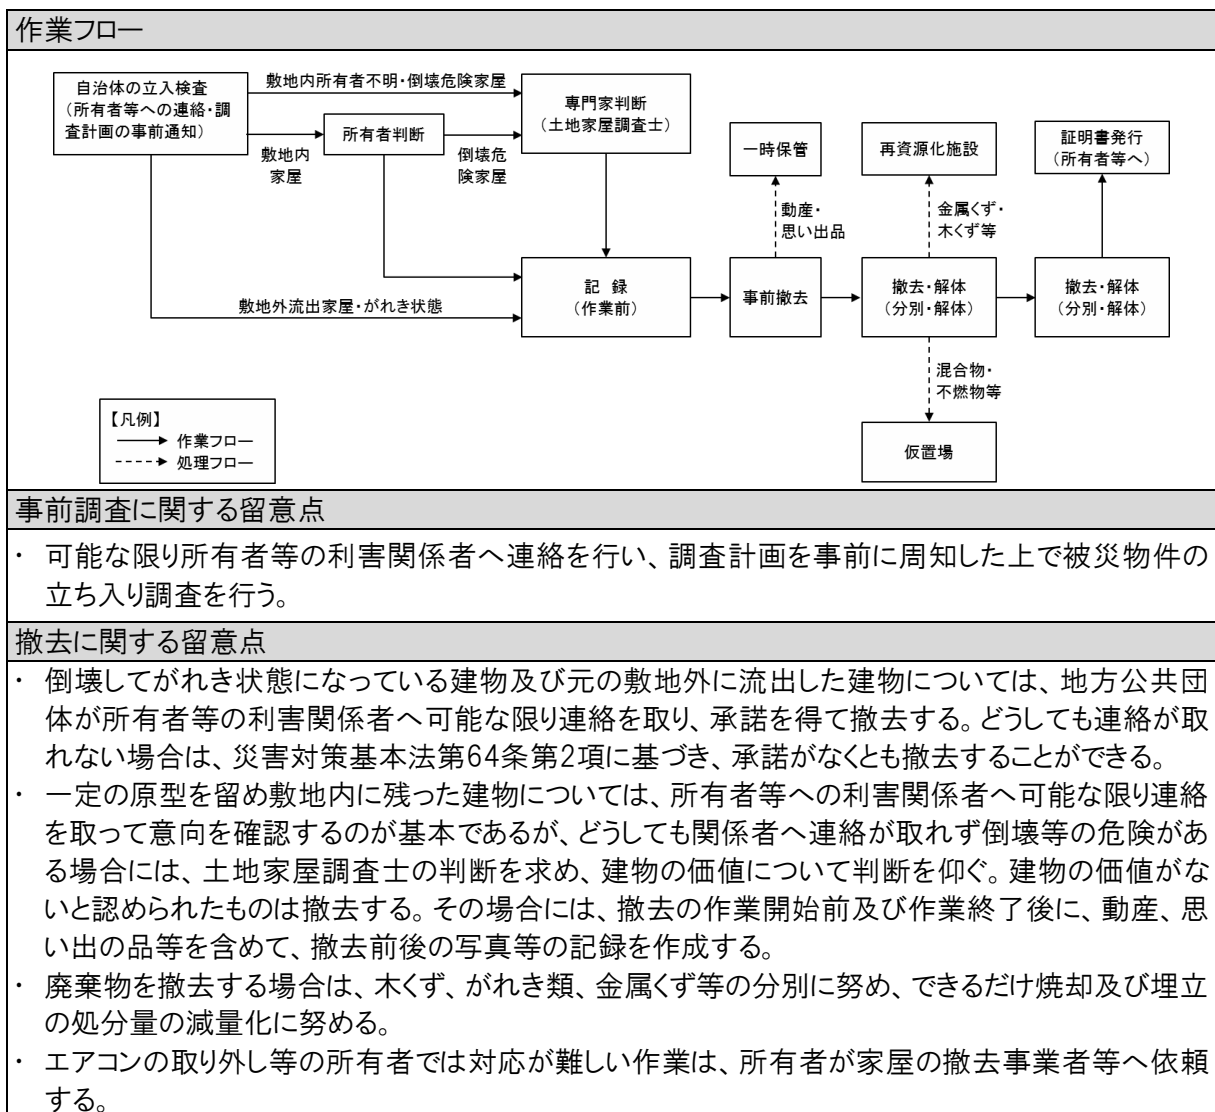 作業フロー
自治体の立入検査
(所有者等への連絡・調
査計画の事前通知)
敷地内所有者不明・倒壊危険家屋
敷地内
家屋
所有者判断
倒壊危
険家屋
専門家判断
(土地家屋調査士)
敷地外流出家屋・がれき状態
記 録
(作業前)
一時保管
動産・
思い出品
事前撤去
再資源化施設
金属くず・
木くず等
撤去・解体
(分別・解体)
混合物・
不燃物等
仮置場
証明書発行
(所有者等へ)
撤去・解体
(分別・解体)
【凡例】
作業フロー
処理フロー
事前調査に関する留意点
・ 可能な限り所有者等の利害関係者へ連絡を行い、調査計画を事前に周知した上で被災物件の
立ち入り調査を行う。
撤去に関する留意点
・ 倒壊してがれき状態になっている建物及び元の敷地外に流出した建物については、地方公共団
体が所有者等の利害関係者へ可能な限り連絡を取り、承諾を得て撤去する。どうしても連絡が取
れない場合は、災害対策基本法第64条第2項に基づき、承諾がなくとも撤去することができる。
・ 一定の原型を留め敷地内に残った建物については、所有者等への利害関係者へ可能な限り連絡
を取って意向を確認するのが基本であるが、どうしても関係者へ連絡が取れず倒壊等の危険があ
る場合には、土地家屋調査士の判断を求め、建物の価値について判断を仰ぐ。建物の価値がな
いと認められたものは撤去する。その場合には、撤去の作業開始前及び作業終了後に、動産、思
い出の品等を含めて、撤去前後の写真等の記録を作成する。
・ 廃棄物を撤去する場合は、木くず、がれき類、金属くず等の分別に努め、できるだけ焼却及び埋立
の処分量の減量化に努める。
・ エアコンの取り外し等の所有者では対応が難しい作業は、所有者が家屋の撤去事業者等へ依頼
する。